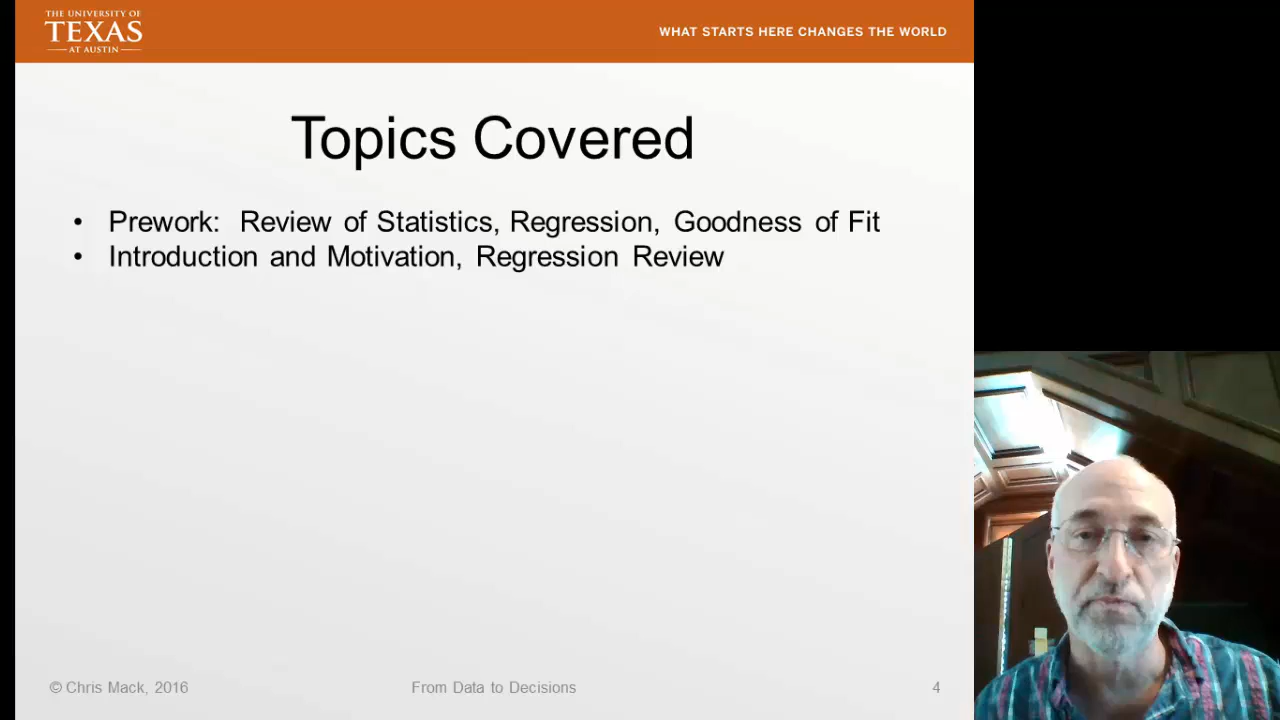 THE UNIVERSITY OF
TEXAS
AT AUSTIN
WHAT STARTS HERE CHANGES THE WORLD
Topics Covered
• Prework: Review of Statistics, Regression, Goodness of Fit
• Introduction and Motivation, Regression Review
© Chris Mack, 2016
From Data to Decisions
4